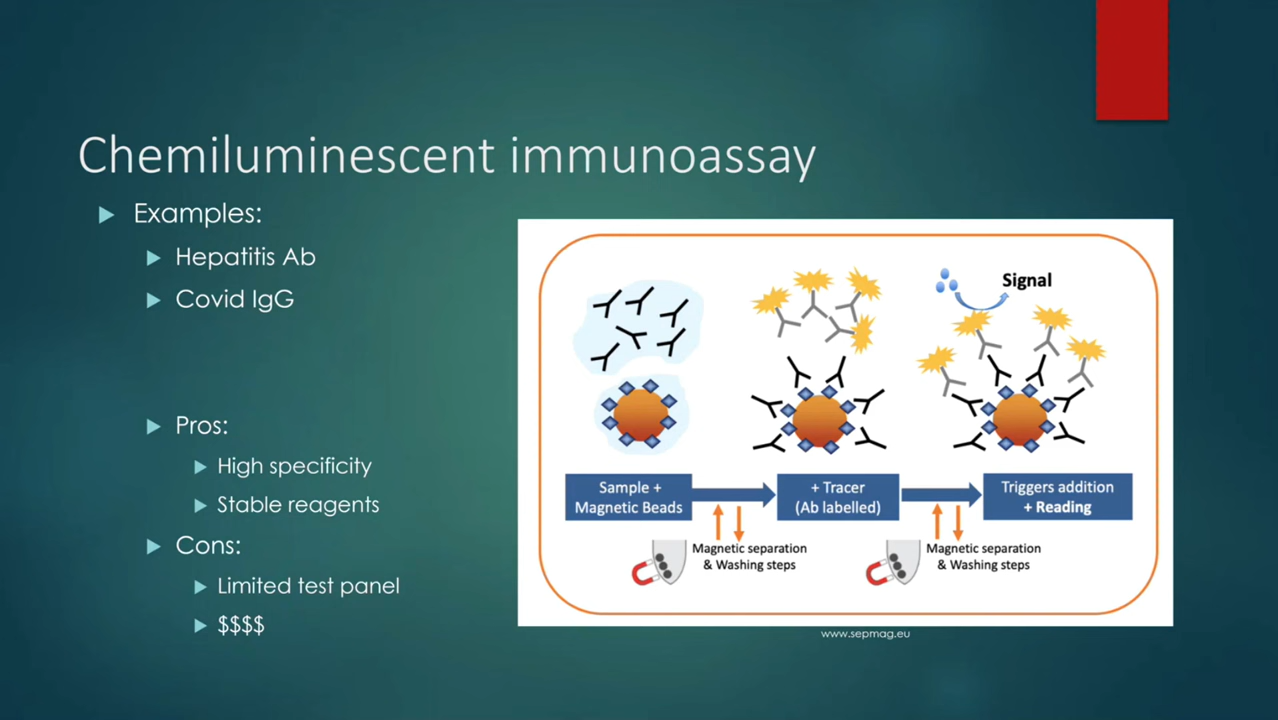 Chemiluminescent immunoassay
Examples:
Hepatitis Ab
Covid IgG
Pros:
High specificity
Stable reagents
Cons:
Limited test panel
$$$$
Signal
Sample +
Magnetic Beads
+ Tracer
(Ab labelled)
Triggers addition
+ Reading
Magnetic separation
& Washing steps
Magnetic separation
& Washing steps
www.sepmag.eu